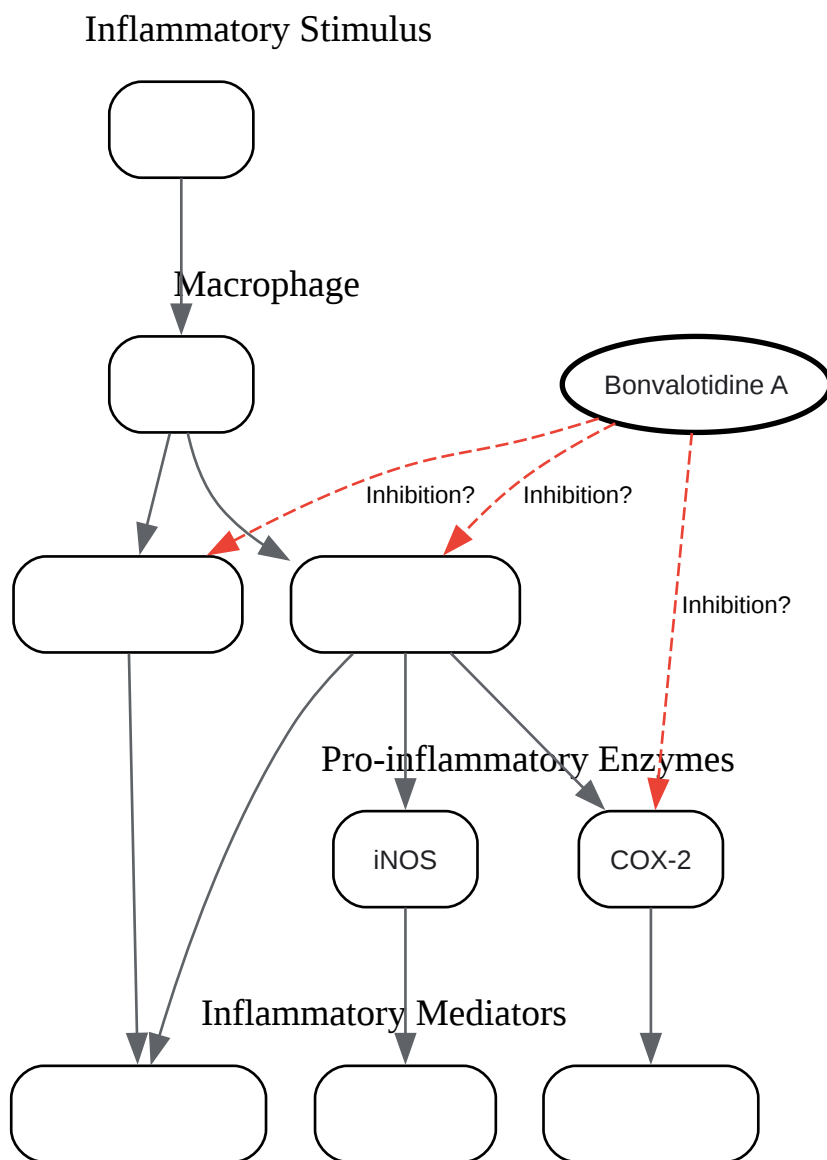 Inflammatory Stimulus
Macrophage
Bonvalotidine A
Inhibition?
Inhibition?
Inhibition?
Pro-inflammatory Enzymes
iNOS
COX-2
Inflammatory Mediators